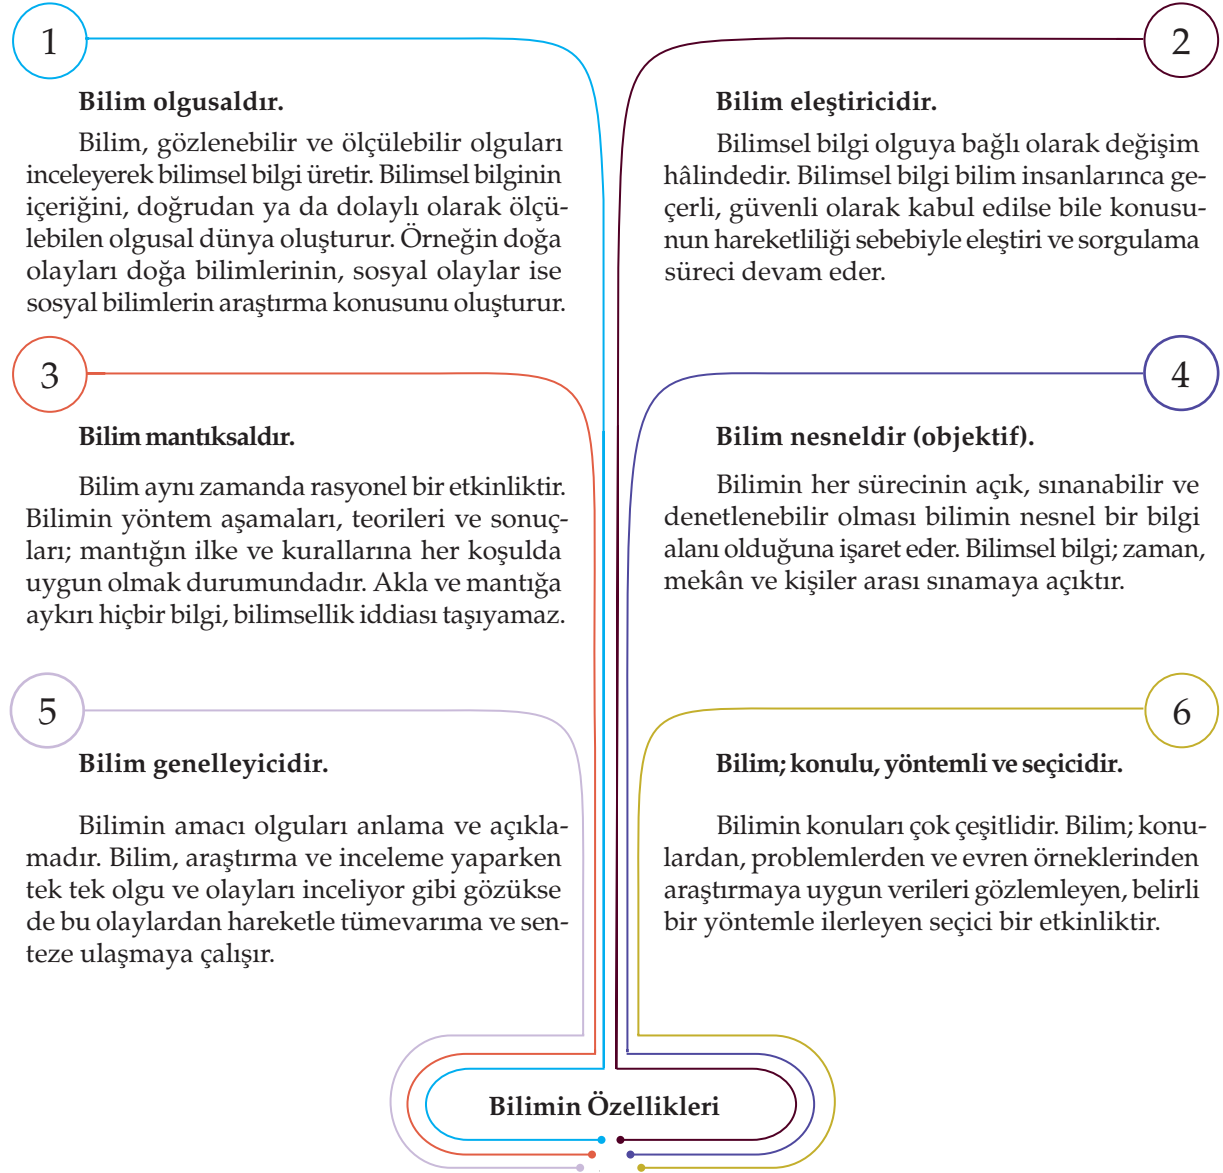 1
Bilim olgusaldır.
Bilim, gözlenebilir ve ölçülebilir olguları
inceleyerek bilimsel bilgi üretir. Bilimsel bilginin
içeriğini, doğrudan ya da dolaylı olarak ölçü-
lebilen olgusal dünya oluşturur. Örneğin doğa
olayları doğa bilimlerinin, sosyal olaylar ise
sosyal bilimlerin araştırma konusunu oluşturur.
2
Bilim eleştiricidir.
Bilimsel bilgi olguya bağlı olarak değişim
hâlindedir. Bilimsel bilgi bilim insanlarınca ge-
çerli, güvenli olarak kabul edilse bile konusu-
nun hareketliliği sebebiyle eleştiri ve sorgulama
süreci devam eder.
3
Bilim mantıksaldır.
Bilim aynı zamanda rasyonel bir etkinliktir.
Bilimin yöntem aşamaları, teorileri ve sonuç-
ları; mantığın ilke ve kurallarına her koşulda
uygun olmak durumundadır. Akla ve mantığa
aykırı hiçbir bilgi, bilimsellik iddiası taşıyamaz.
4
Bilim nesneldir (objektif).
Bilimin her sürecinin açık, sınanabilir ve
denetlenebilir olması bilimin nesnel bir bilgi
alanı olduğuna işaret eder. Bilimsel bilgi; zaman,
mekân ve kişiler arası sınamaya açıktır.
5
Bilim genelleyicidir.
Bilimin amacı olguları anlama ve açıkla-
madır. Bilim, araştırma ve inceleme yaparken
tek tek olgu ve olayları inceliyor gibi gözükse
de bu olaylardan hareketle tümevarıma ve sen-
teze ulaşmaya çalışır.
6
Bilim; konulu, yöntemli ve seçicidir.
Bilimin konuları çok çeşitlidir. Bilim; konu-
lardan, problemlerden ve evren örneklerinden
araştırmaya uygun verileri gözlemleyen, belirli
bir yöntemle ilerleyen seçici bir etkinliktir.
Bilimin Özellikleri